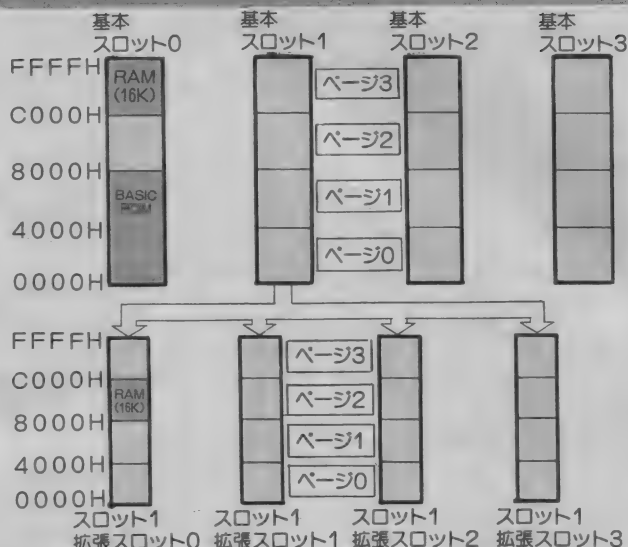 基本
スロット0
基本
スロット1
基本
スロット2
基本
スロット3
FFFFH
C000H
8000H
4000H
0000H
RAM
(16K)
BASIC
ROM
ページ3
ページ2
ページ1
ページ0
FFFFH
C000H
8000H
4000H
0000H
RAM
(16K)
ページ3
ページ2
ページ1
ページ0
スロット1
拡張スロット0
スロット1
拡張スロット1
スロット1
拡張スロット2
スロット1
拡張スロット3